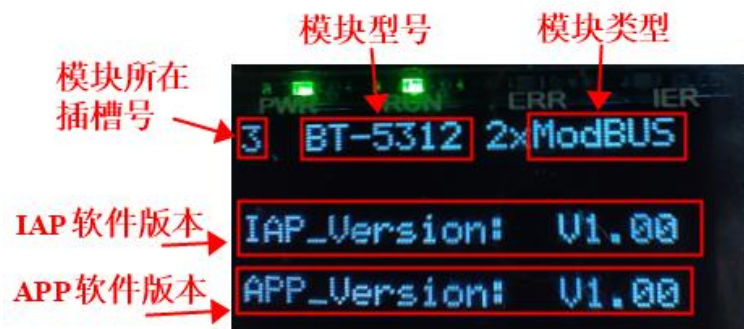 模块型号
模块类型
模块所在
插槽号
PWR RUN ERR IER
3 BT-5312 2xModBUS
IAP软件版本
IAP_Version: V1.00
APP软件版本
APP_Version: V1.00